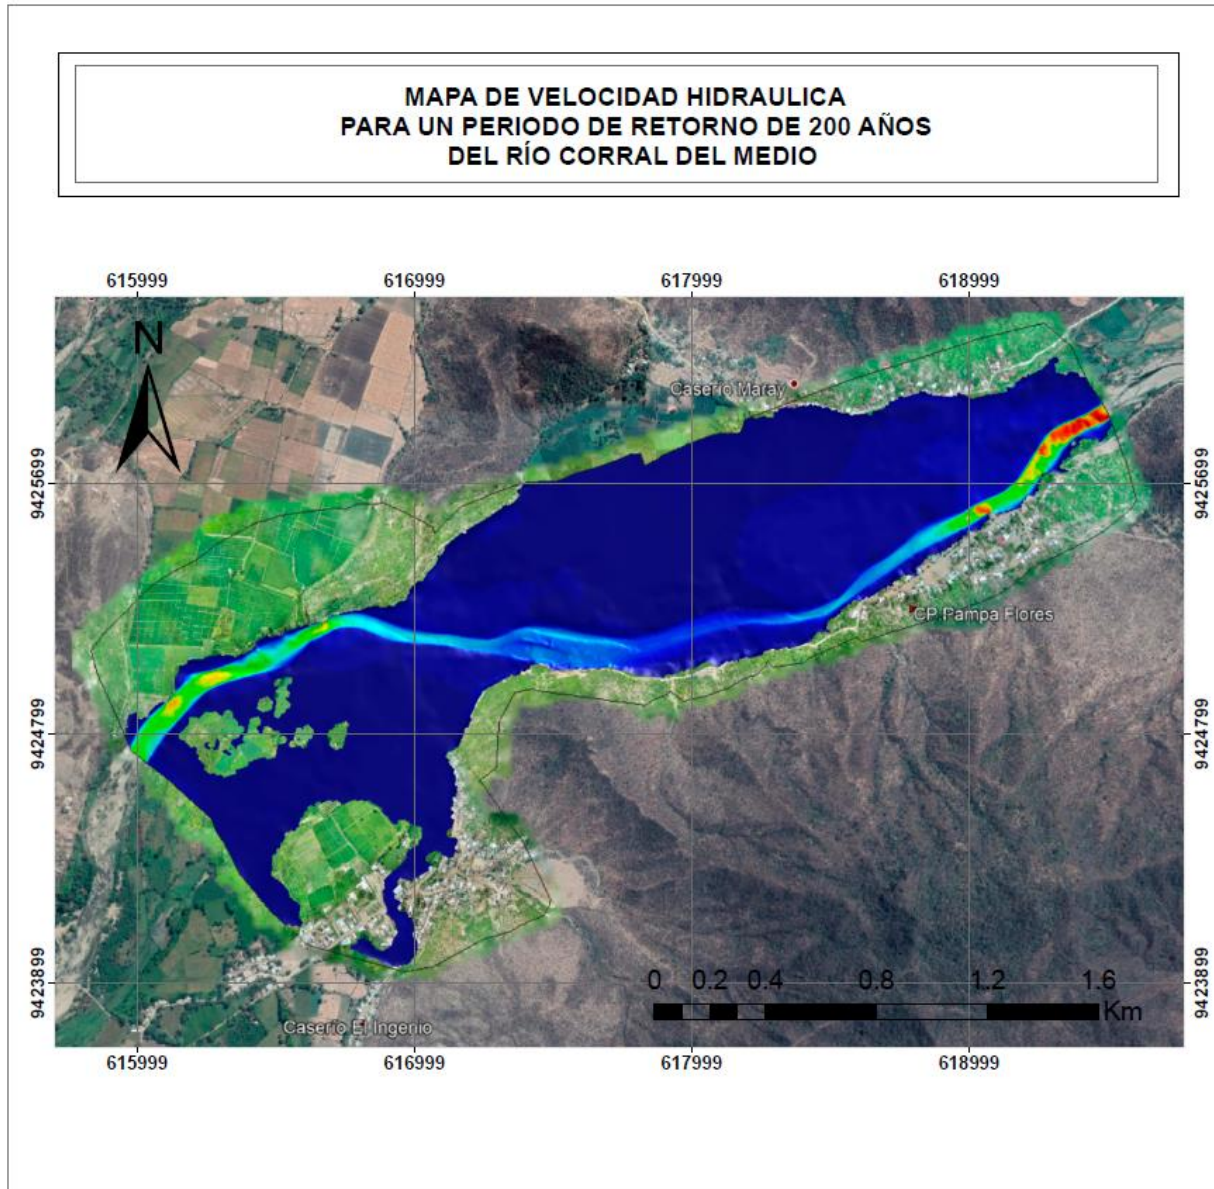 MAPA DE VELOCIDAD HIDRAULICA
PARA UN PERIODO DE RETORNO DE 200 AÑOS
DEL RÍO CORRAL DEL MEDIO
615999
616999
617999
618999
N
Caserio Maray
9425699
9425699
CP Pampa Flores
9424799
9424799
9423899
9423899
0 0.2 0.4 0.8 1.2 1.6
Km
Caserio El Ingenio
615999
616999
617999
618999